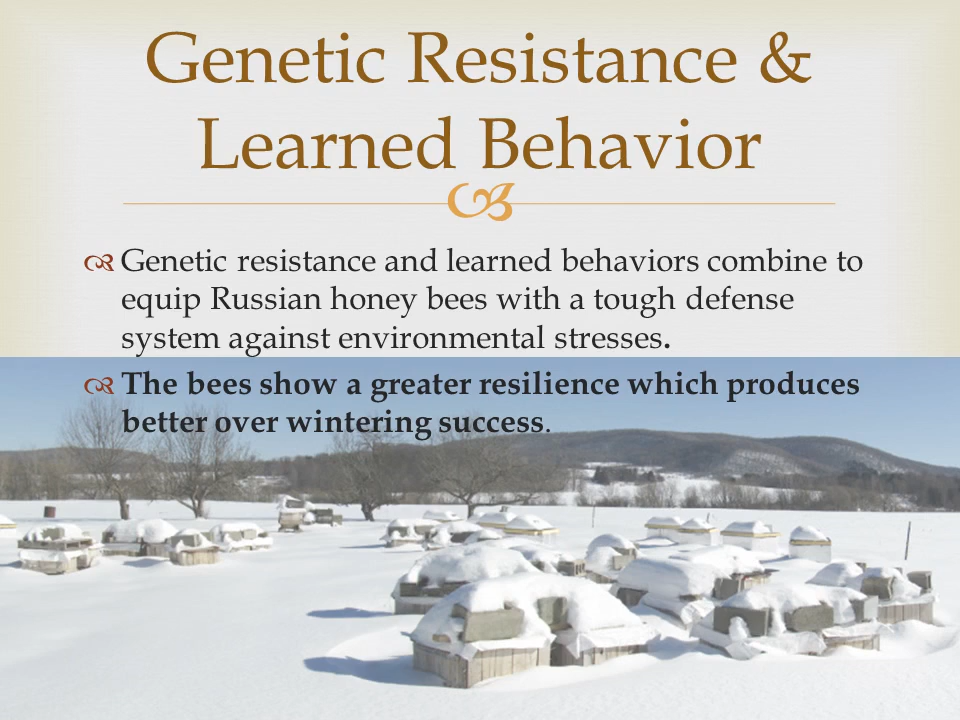 Genetic Resistance &
Learned Behavior
Genetic resistance and learned behaviors combine to
equip Russian honey bees with a tough defense
system against environmental stresses.
The bees show a greater resilience which produces
better over wintering success.